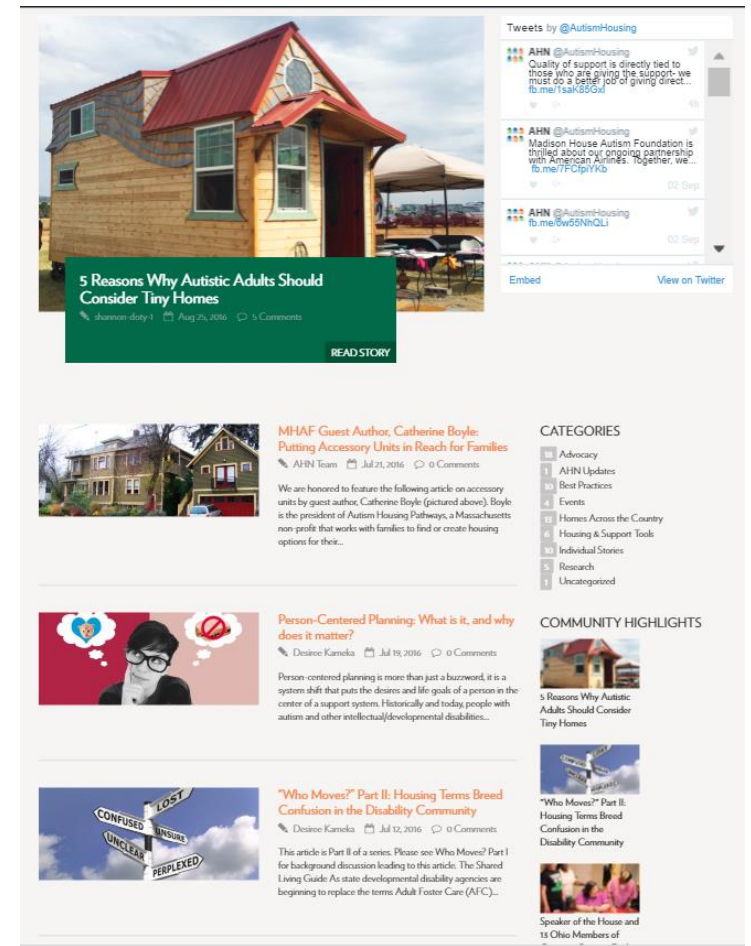 Tweets by @AutismHousing
AHN @AutismHousing
Quality of support is directly tied to
those who are giving the support- we
must do a better job of giving direct...
fb.me/1saK85Gxl
AHN @AutismHousing
Madison House Autism Foundation is
thrilled about our ongoing partnership
with American Airlines. Together, we...
fb.me/7FCfpiYKb
02 Sep
AHN @AutismHousing
fb.me/6w55NhQLi
02 Sep
Embed
View on Twitter
5 Reasons Why Autistic Adults Should
Consider Tiny Homes
shannon-doty-1 Aug 25, 2016 5 Comments
READ STORY
MHAF Guest Author, Catherine Boyle:
Putting Accessory Units in Reach for Families
AHN Team Jul 21, 2016 0 Comments
We are honored to feature the following article on accessory
units by guest author, Catherine Boyle (pictured above). Boyle
is the president of Autism Housing Pathways, a Massachusetts
non-profit that works with families to find or create housing
options for their...
Person-Centered Planning: What is it, and why
does it matter?
Desiree Kameka Jul 19, 2016 0 Comments
Person-centered planning is more than just a buzzword, it is a
system shift that puts the desires and life goals of a person in the
center of a support system. Historically and today, people with
autism and other intellectual/developmental disabilities...
LOST
CONFUSED
UNSURE
UNCLEAR
PERPLEXED
"Who Moves?" Part II: Housing Terms Breed
Confusion in the Disability Community
Desiree Kameka Jul 12, 2016 0 Comments
This article is Part II of a series. Please see Who Moves? Part I
for background discussion leading to this article. The Shared
Living Guide As state developmental disability agencies are
beginning to replace the terms Adult Foster Care (AFC)...
CATEGORIES
18 Advocacy
1 AHN Updates
10 Best Practices
4 Events
Homes Across the Country
6 Housing & Support Tools
10 Individual Stories
5 Research
1 Uncategorized
COMMUNITY HIGHLIGHTS
5 Reasons Why Autistic
Adults Should Consider
Tiny Homes
"Who Moves?" Part II:
Housing Terms Breed
Confusion in the
Disability Community
Speaker of the House and
13 Ohio Members of